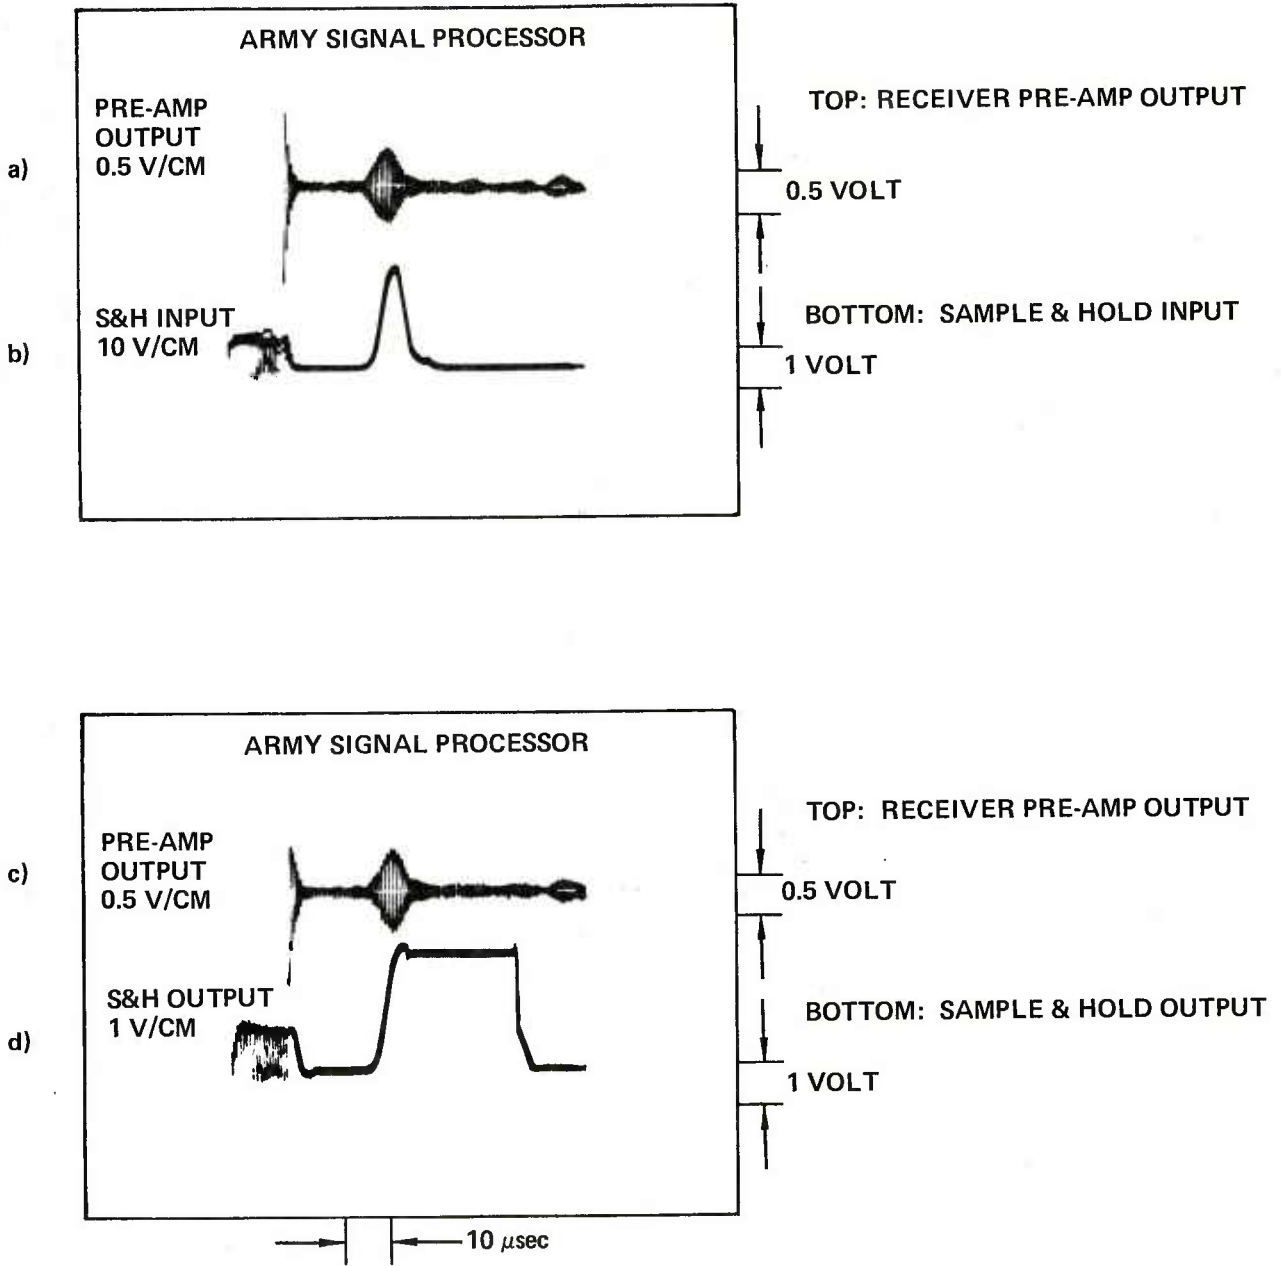 ARMY SIGNAL PROCESSOR
PRE-AMP
OUTPUT
0.5 V/CM
a)
TOP: RECEIVER PRE-AMP OUTPUT
0.5 VOLT
S&H INPUT
10 V/CM
b)
BOTTOM: SAMPLE & HOLD INPUT
1 VOLT
ARMY SIGNAL PROCESSOR
PRE-AMP
OUTPUT
0.5 V/CM
c)
TOP: RECEIVER PRE-AMP OUTPUT
0.5 VOLT
S&H OUTPUT
1 V/CM
d)
BOTTOM: SAMPLE & HOLD OUTPUT
1 VOLT
10 μsec